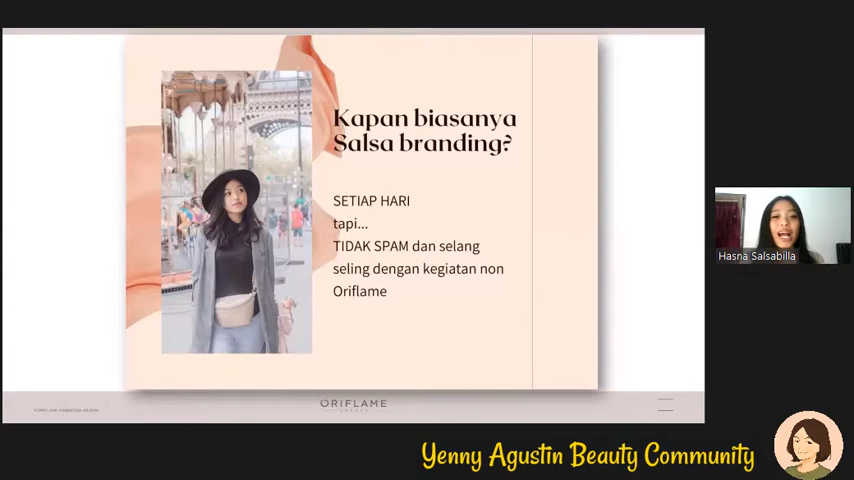 Kapan biasanya
Salsa branding?
SETIAP HARI
tapi...
TIDAK SPAM dan selang
seling dengan kegiatan non
Oriflame
Hasna Salsabilla
ORIFLAME
SWEDEN
Yenny Agustin Beauty Community